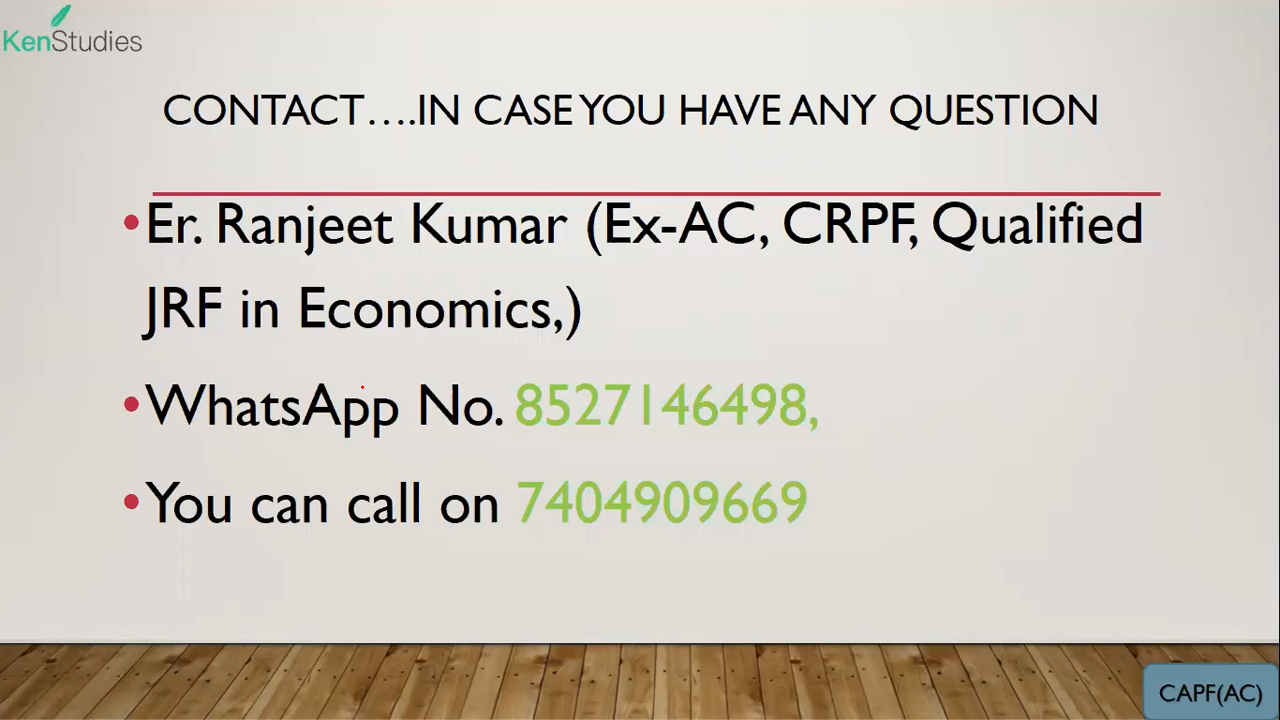 KenStudies
CONTACT....IN CASE YOU HAVE ANY QUESTION
•Er. Ranjeet Kumar (Ex-AC, CRPF, Qualified
JRF in Economics,)
•WhatsApp No. 8527146498,
•You can call on 7404909669
CAPF(AC)